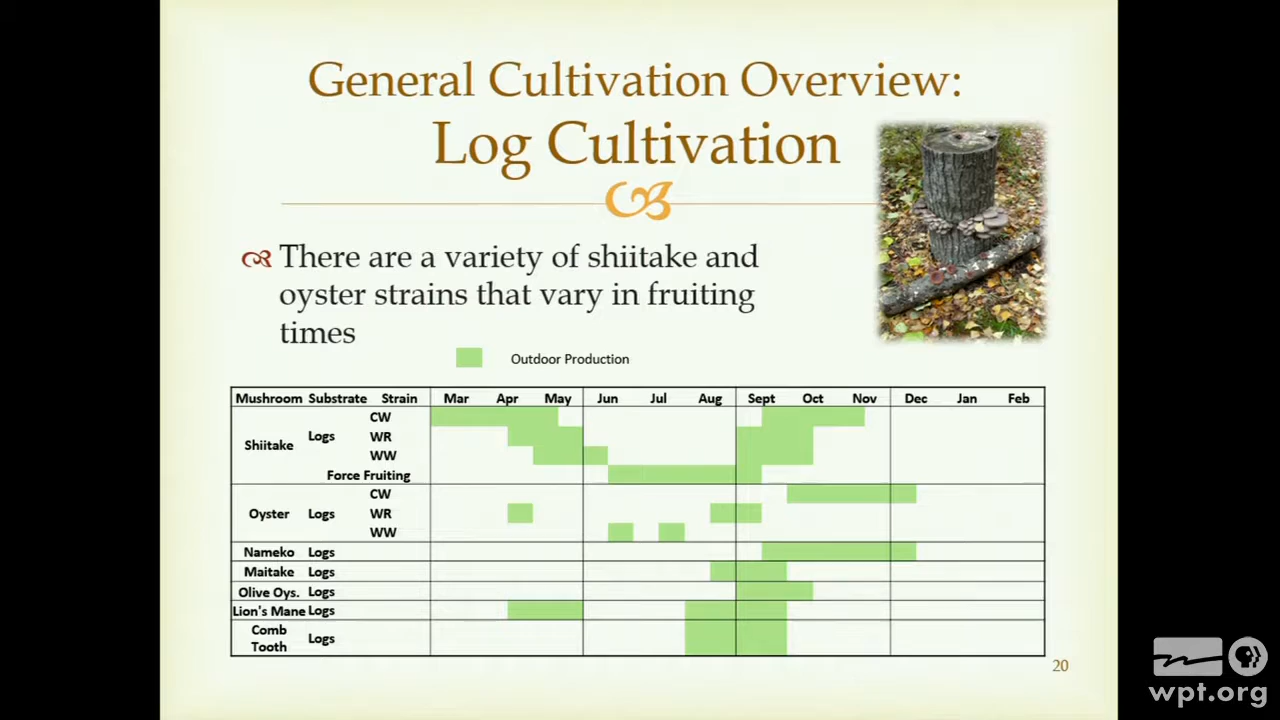 General Cultivation Overview:
Log Cultivation
There are a variety of shiitake and
oyster strains that vary in fruiting
times
Outdoor Production
Mushroom Substrate Strain Mar Apr May Jun Jul Aug Sept Oct Nov Dec Jan Feb
CW
Shiitake Logs WR
WW
Force Fruiting
CW
Oyster Logs WR
WW
Nameko Logs
Maitake Logs
Olive Oys. Logs
Lion's Mane Logs
Comb
Tooth Logs
20
wpt.org